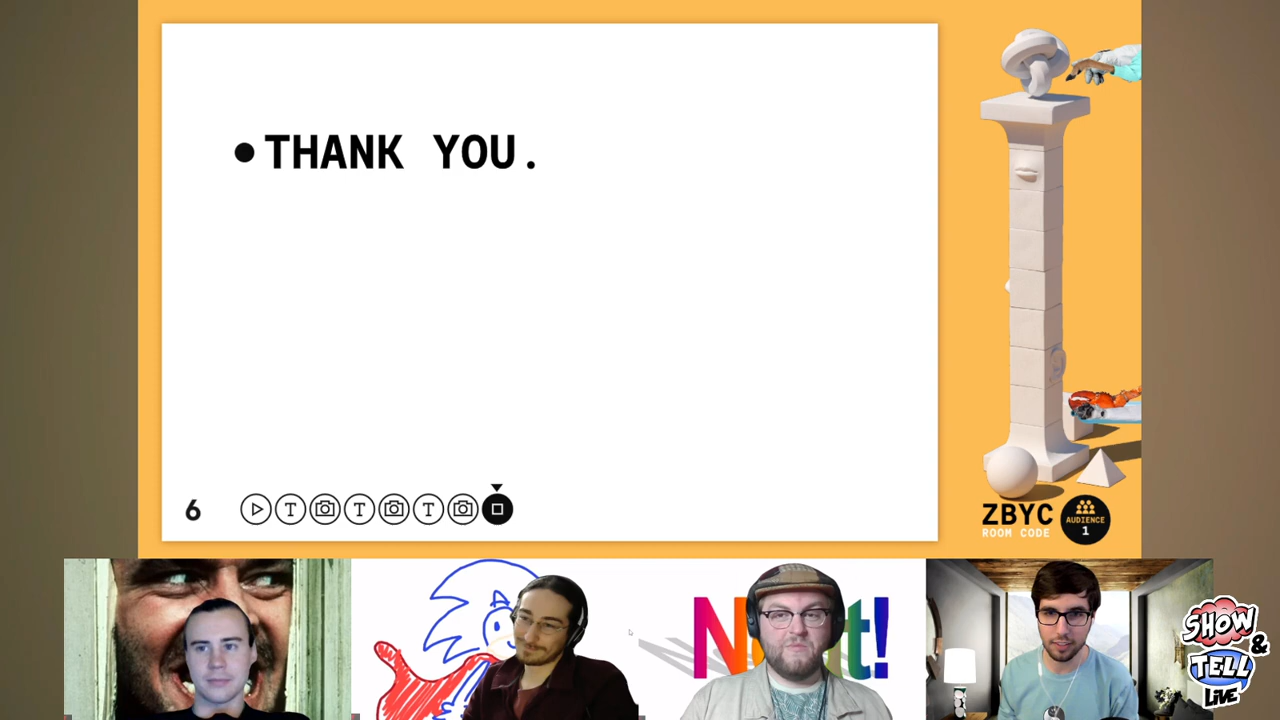 THANK YOU.
6
T T T
ZBYC
ROOM CODE
AUDIENCE
1
SHOW
&
TELL
LIVE